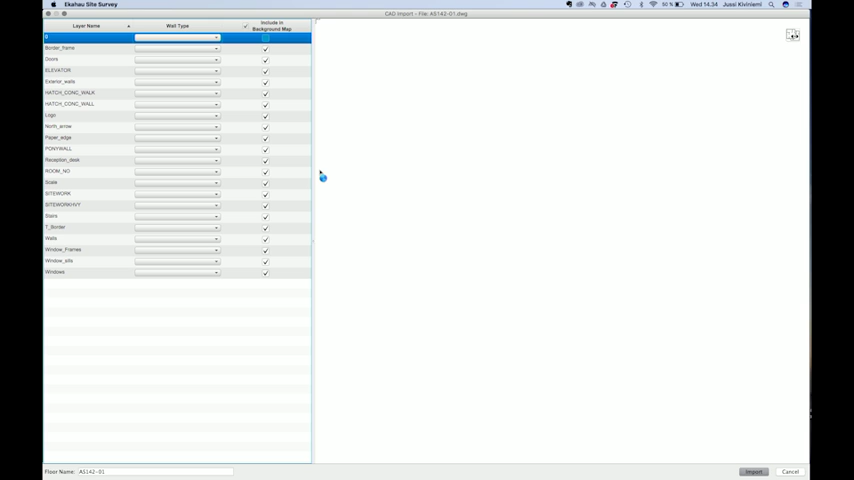 Ekahau Site Survey 50 % Wed 14.34 Jussi Kiviniemi
CAD Import - File: AS142-01.dwg
Layer Name Wall Type Include in Background Map
Border_frame
Doors
ELEVATOR
Exterior_walls
HATCH_CONC_WALK
HATCH_CONC_WALL
Logo
North_arrow
Paper_edge
PONYWALL
Reception_desk
ROOM_NO
Scale
SITEWORK
SITEWORKHVY
Stairs
T_Border
Walls
Window_Frames
Window_sills
Windows
Floor Name: AS142-01
Import Cancel